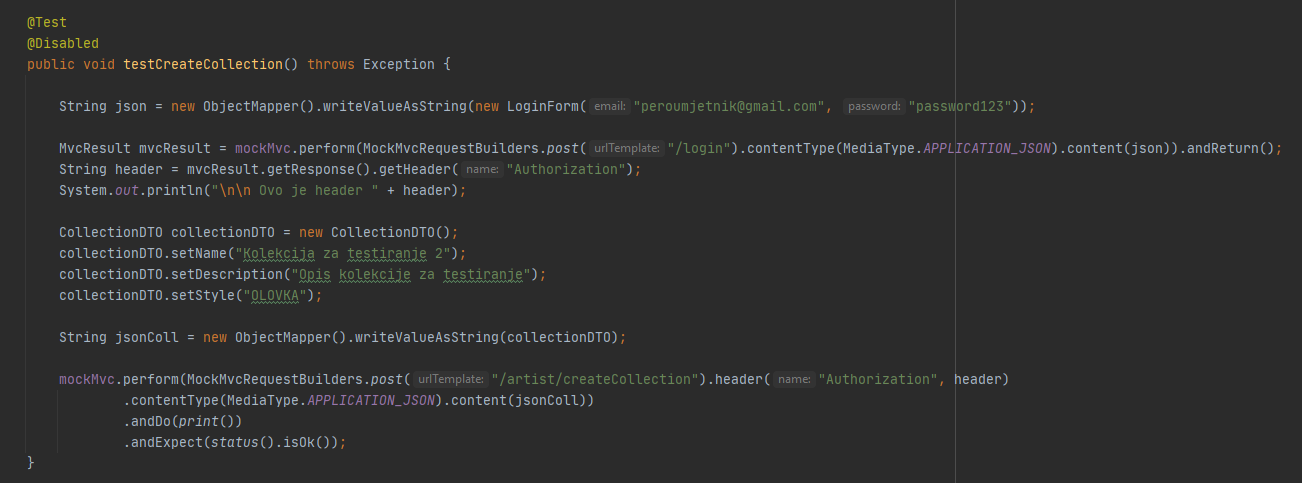 @Test
@Disabled
public void testCreateCollection() throws Exception {
String json = new ObjectMapper().writeValueAsString(new LoginForm( email: "peroumjetnik@gmail.com", password: "password123"));
MvcResult mvcResult = mockMvc.perform(MockMvcRequestBuilders.post( urlTemplate: "/login").contentType(MediaType.APPLICATION_JSON).content(json)).andReturn();
String header = mvcResult.getResponse().getHeader( name: "Authorization");
System.out.println("\n\n Ovo je header " + header);
CollectionDTO collectionDTO = new CollectionDTO();
collectionDTO.setName("Kolekcija za testiranje 2");
collectionDTO.setDescription("Opis kolekcije za testiranje");
collectionDTO.setStyle("OLOVKA");
String jsonColl = new ObjectMapper().writeValueAsString(collectionDTO);
mockMvc.perform(MockMvcRequestBuilders.post( urlTemplate: "/artist/createCollection").header( name: "Authorization", header)
.contentType(MediaType.APPLICATION_JSON).content(jsonColl))
.andDo(print())
.andExpect(status().isOk());
}